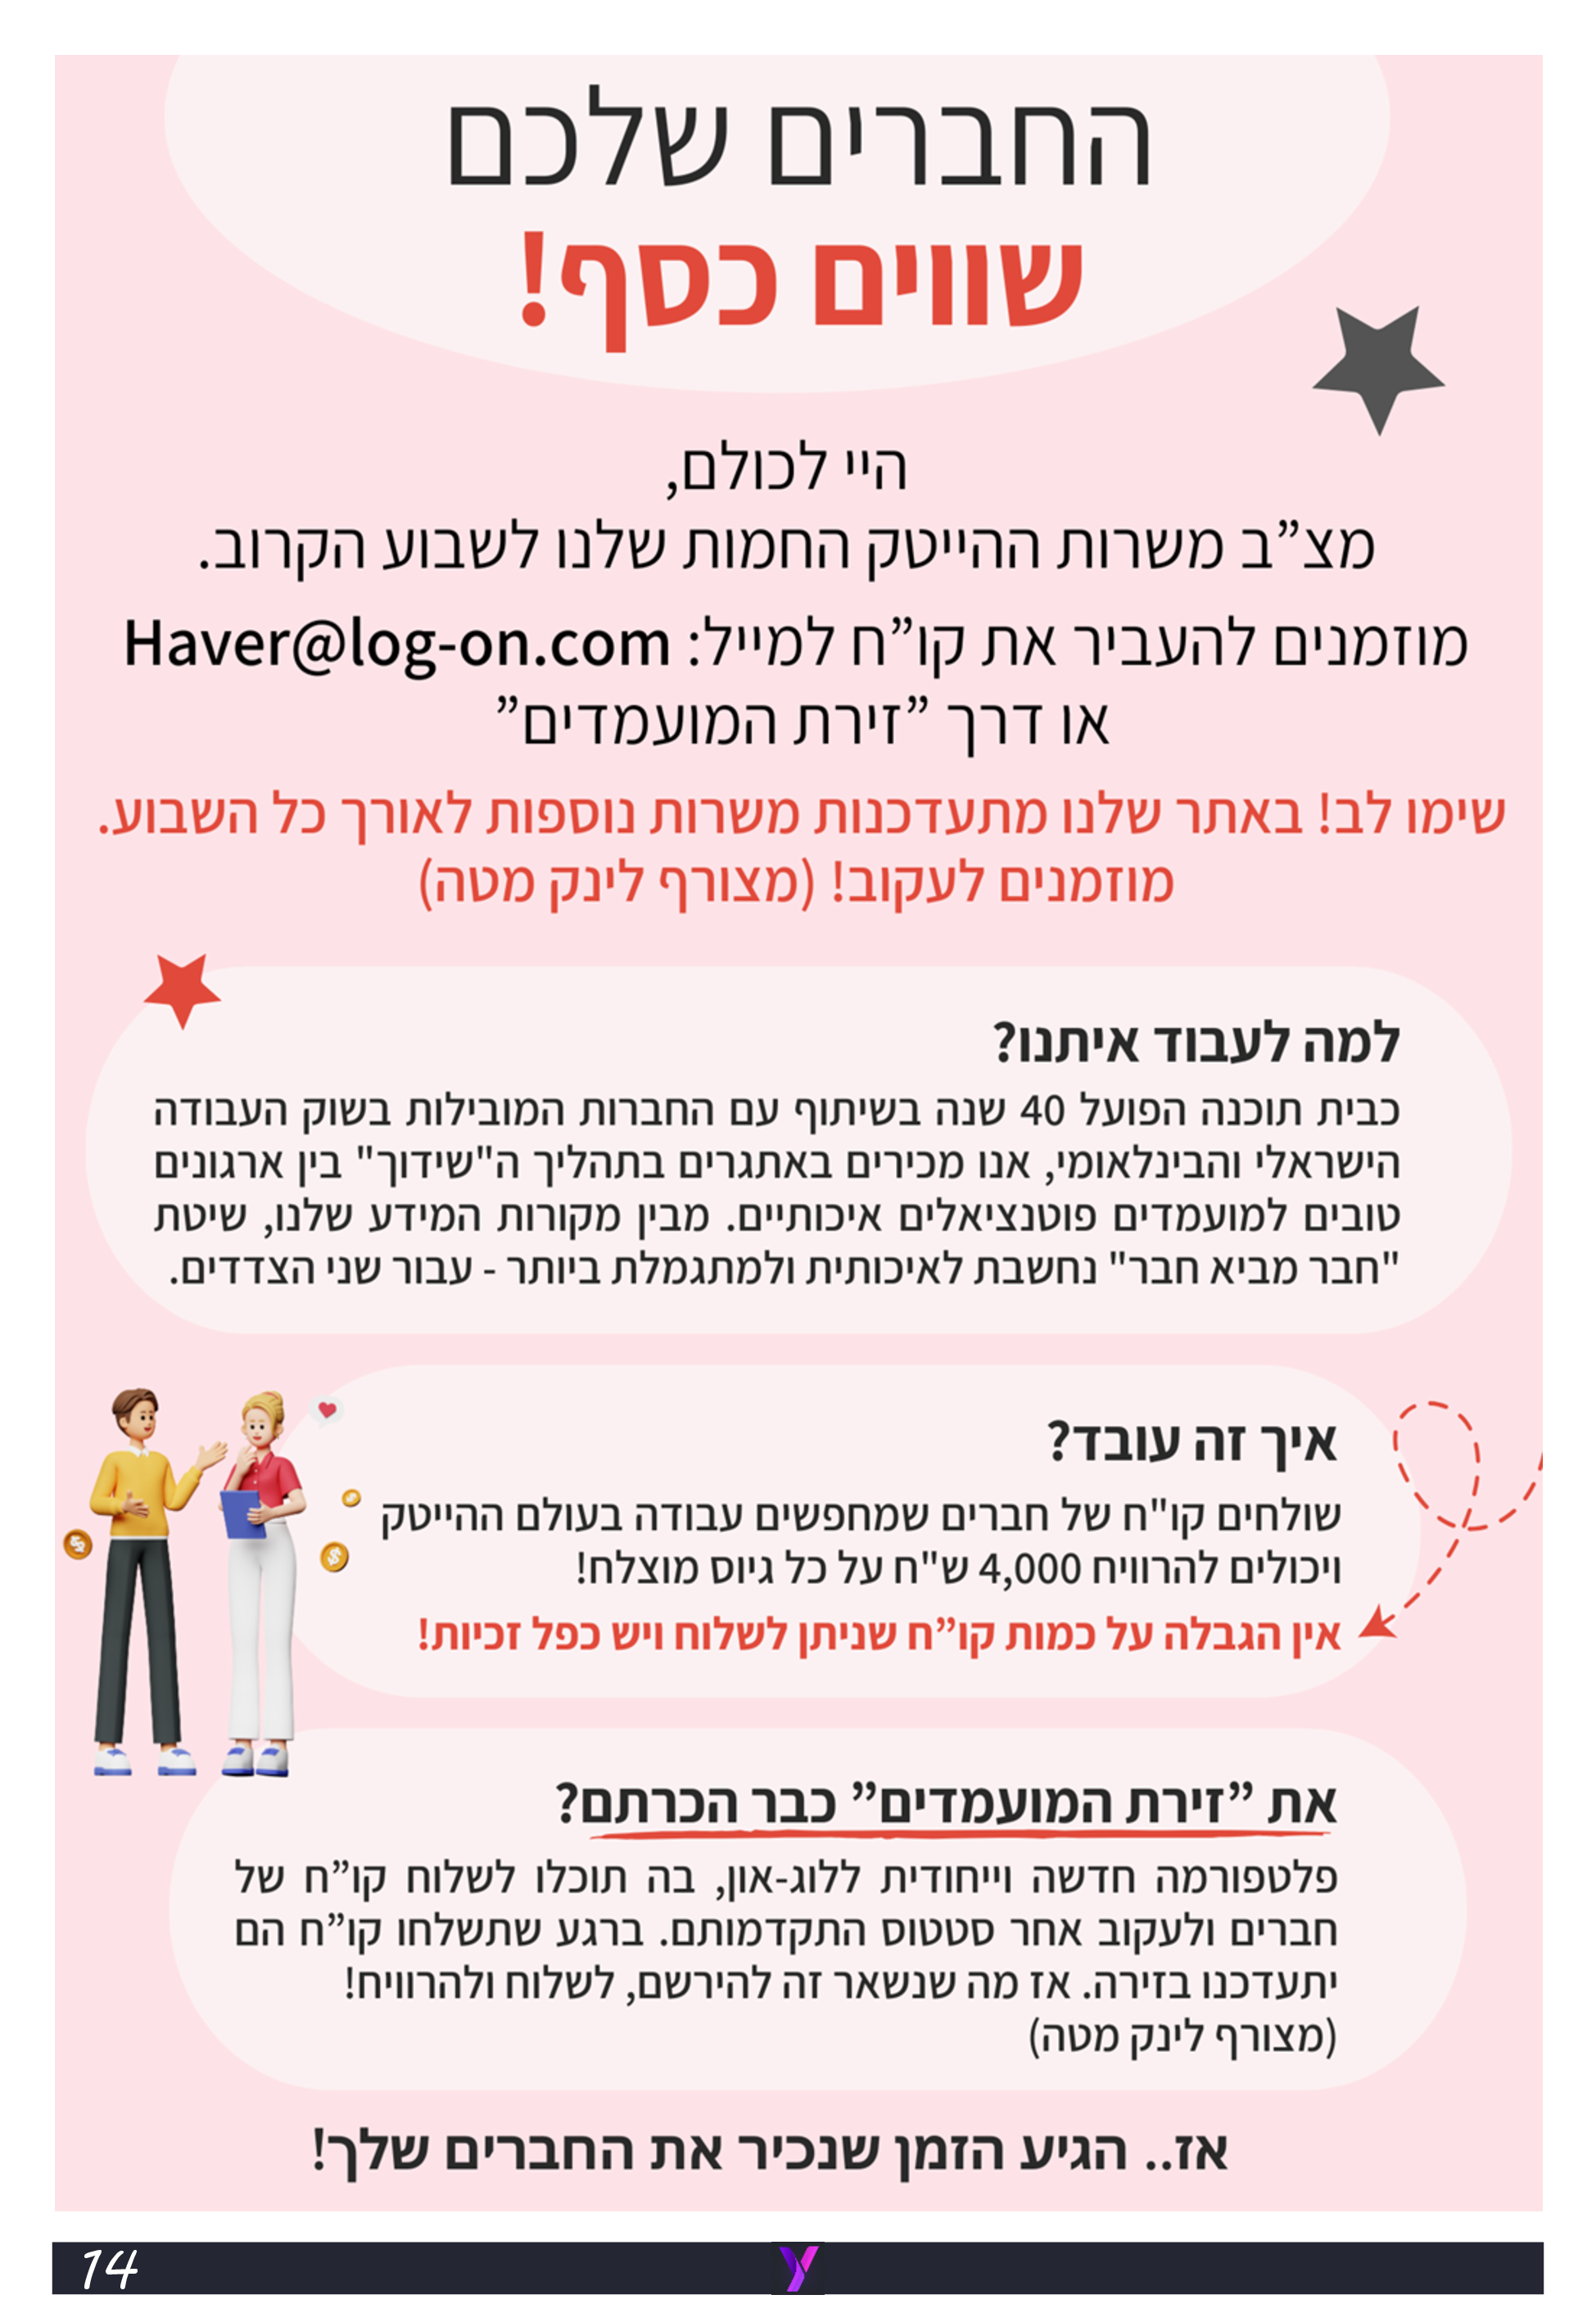 החברים שלכם
שווים כסף!
היי לכולם,
מצ”ב משרות ההייטק החמות שלנו לשבוע הקרוב.
מוזמנים להעביר את קו”ח למייל: Haver@log-on.com
או דרך ”זירת המועמדים”
שימו לב! באתר שלנו מתעדכנות משרות נוספות לאורך כל השבוע.
מוזמנים לעקוב! (מצורף לינק מטה)
למה לעבוד איתנו?
כבית תוכנה הפועל 40 שנה בשיתוף עם החברות המובילות בשוק העבודה
הישראלי והבינלאומי, אנו מכירים באתגרים בתהליך ה"שידוך" בין ארגונים
טובים למועמדים פוטנציאלים איכותיים. מבין מקורות המידע שלנו, שיטת
"חבר מביא חבר" נחשבת לאיכותית ולמתגמלת ביותר - עבור שני הצדדים.
איך זה עובד?
שולחים קו"ח של חברים שמחפשים עבודה בעולם ההייטק
ויכולים להרוויח 4,000 ש"ח על כל גיוס מוצלח!
אין הגבלה על כמות קו”ח שניתן לשלוח ויש כפל זכיות!
את ”זירת המועמדים” כבר הכרתם?
פלטפורמה חדשה וייחודית ללוג-און, בה תוכלו לשלוח קו”ח של
חברים ולעקוב אחר סטטוס התקדמותם. ברגע שתשלחו קו”ח הם
יתעדכנו בזירה. אז מה שנשאר זה להירשם, לשלוח ולהרוויח!
(מצורף לינק מטה)
אז.. הגיע הזמן שנכיר את החברים שלך!
14